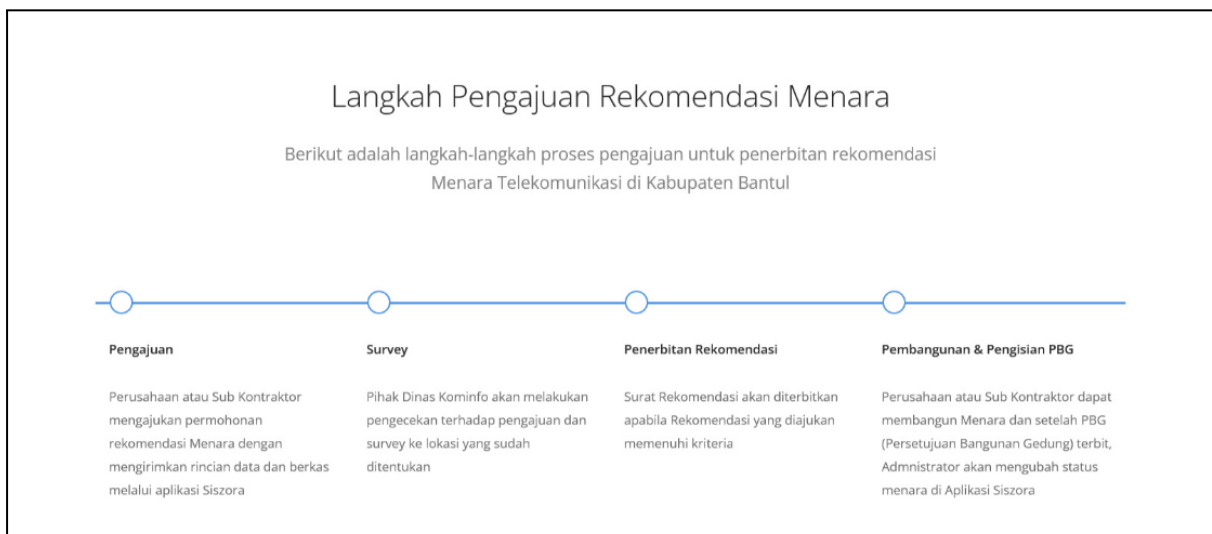 Langkah Pengajuan Rekomendasi Menara
Berikut adalah langkah-langkah proses pengajuan untuk penerbitan rekomendasi
Menara Telekomunikasi di Kabupaten Bantul
Pengajuan
Perusahaan atau Sub Kontraktor
mengajukan permohonan
rekomendasi Menara dengan
mengirimkan rincian data dan berkas
melalui aplikasi Siszora
Survey
Pihak Dinas Kominfo akan melakukan
pengecekan terhadap pengajuan dan
survey ke lokasi yang sudah
ditentukan
Penerbitan Rekomendasi
Surat Rekomendasi akan diterbitkan
apabila Rekomendasi yang diajukan
memenuhi kriteria
Pembangunan & Pengisian PBG
Perusahaan atau Sub Kontraktor dapat
membangun Menara dan setelah PBG
(Persetujuan Bangunan Gedung) terbit,
Admnistrator akan mengubah status
menara di Aplikasi Siszora